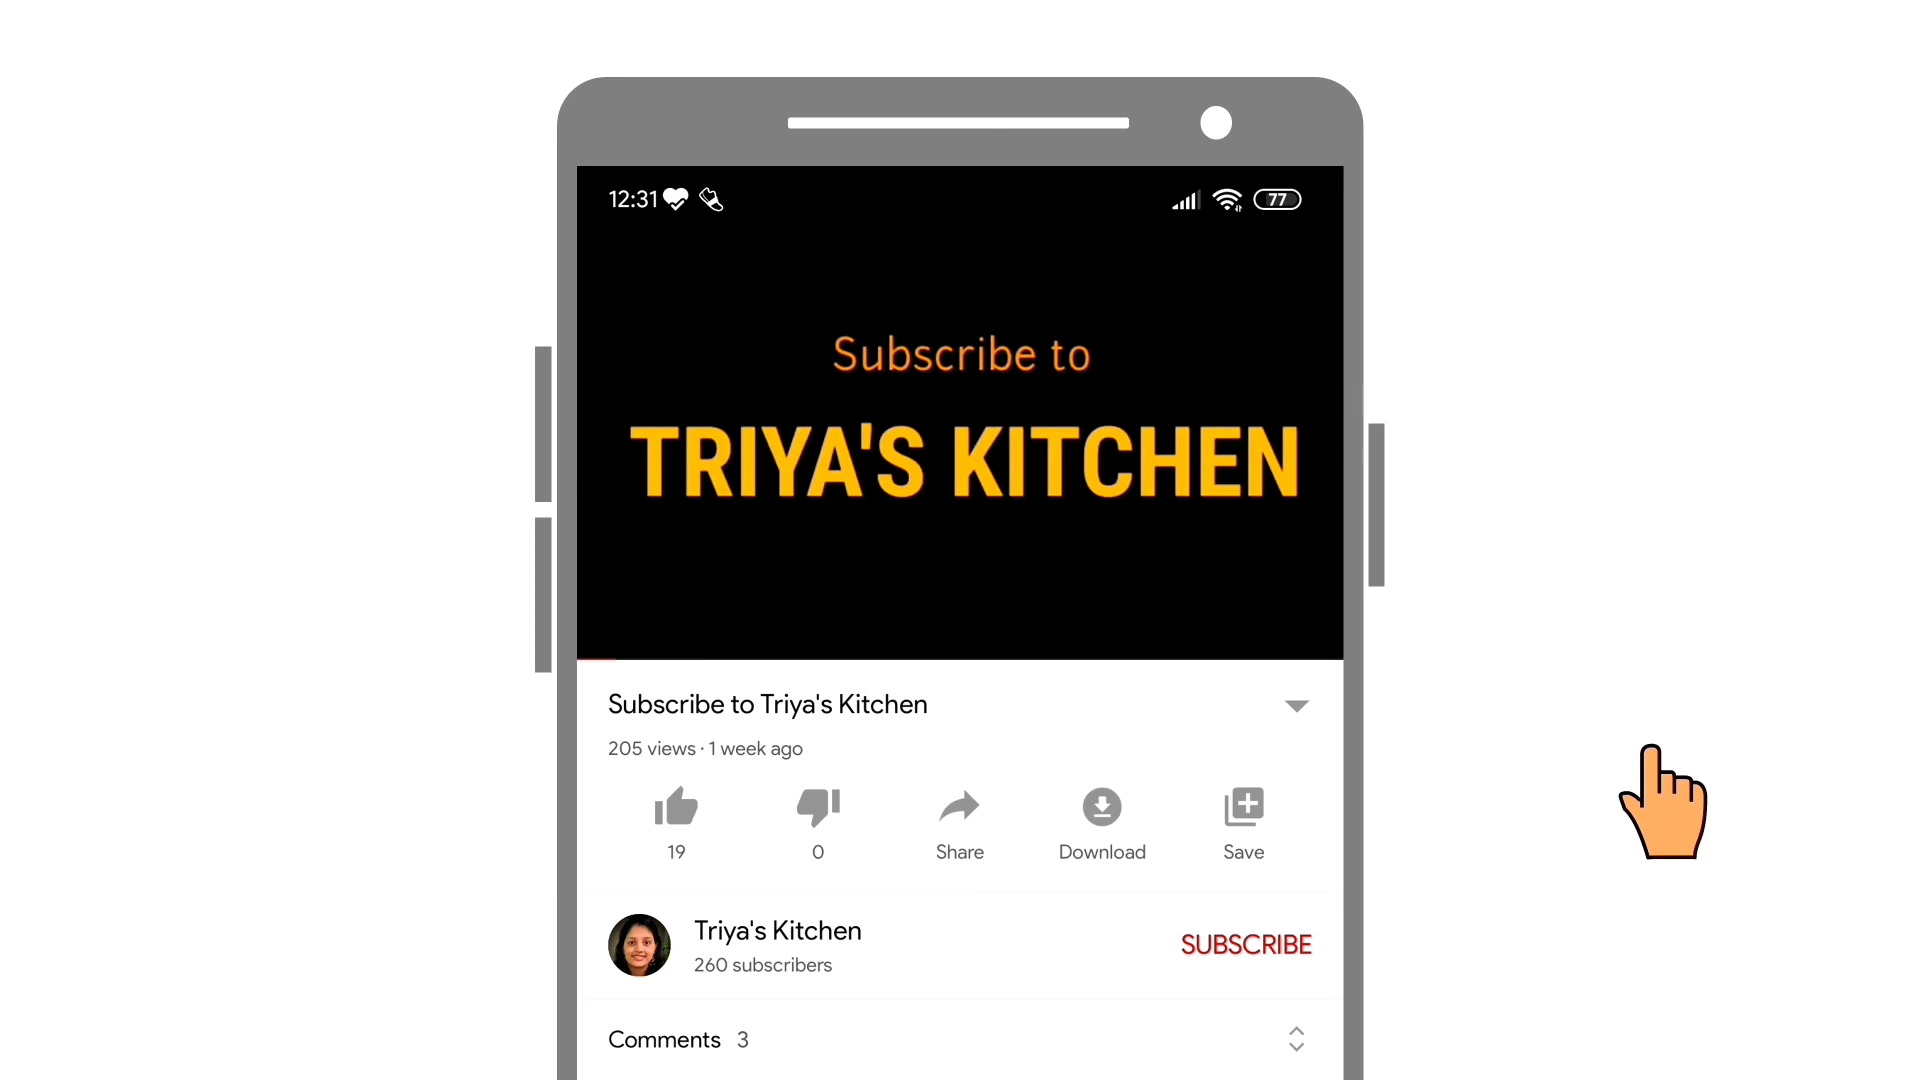 12:31
77
Subscribe to
TRIYA'S KITCHEN
Subscribe to Triya's Kitchen
205 views · 1 week ago
19
0
Share
Download
Save
Triya's Kitchen
260 subscribers
SUBSCRIBE
Comments 3